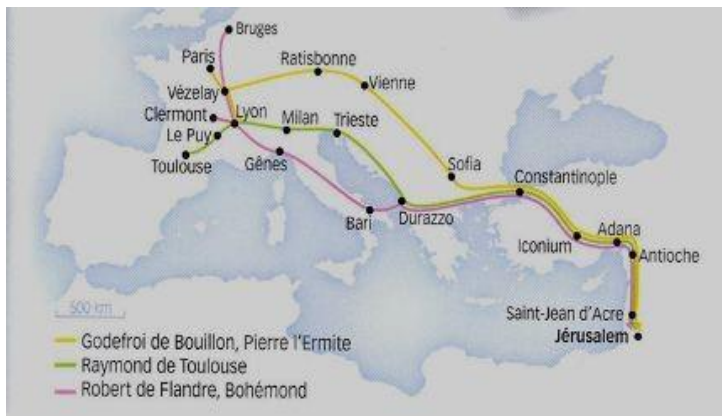 Bruges
Paris
Ratisbonne
Vienne
Vézelay
Clermont
Lyon
Milan
Trieste
Le Puy
Toulouse
Gênes
Sofia
Constantinople
Bari
Durazzo
Iconium
Adana
Antioche
500 km
Saint-Jean d'Acre
Jérusalem
Godefroi de Bouillon, Pierre l'Ermite
Raymond de Toulouse
Robert de Flandre, Bohémond